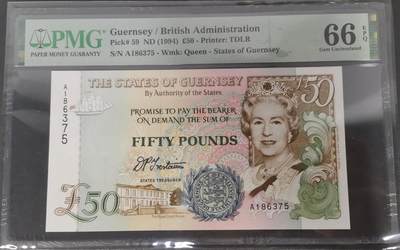 PMG
PAPER MONEY GUARANTY
Guernsey / British Administration
Pick# 59 ND (1994) £50 - Printer: TDLR
S/N A186375 - Wmk: Queen - States of Guernsey
66 EPQ
Gem Uncirculated
THE STATES OF GUERNSEY
By Authority of the States.
£50
PROMISE TO PAY THE BEARER
ON DEMAND THE SUM OF
FIFTY POUNDS
A186375
STATES TREASURER
£50
A186375